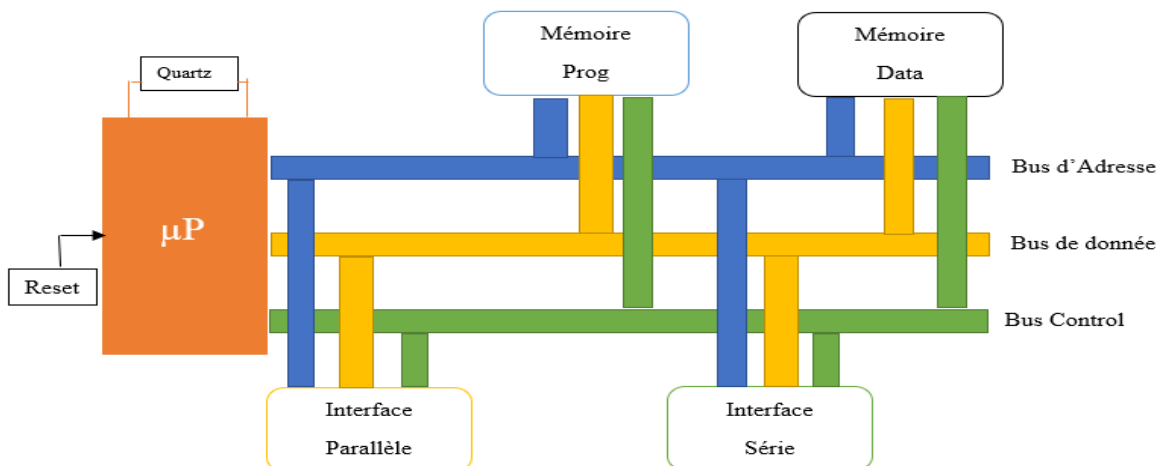 Mémoire
Prog
Mémoire
Data
Quartz
Bus d'Adresse
µP
Bus de donnée
Reset
Bus Control
Interface
Parallèle
Interface
Série